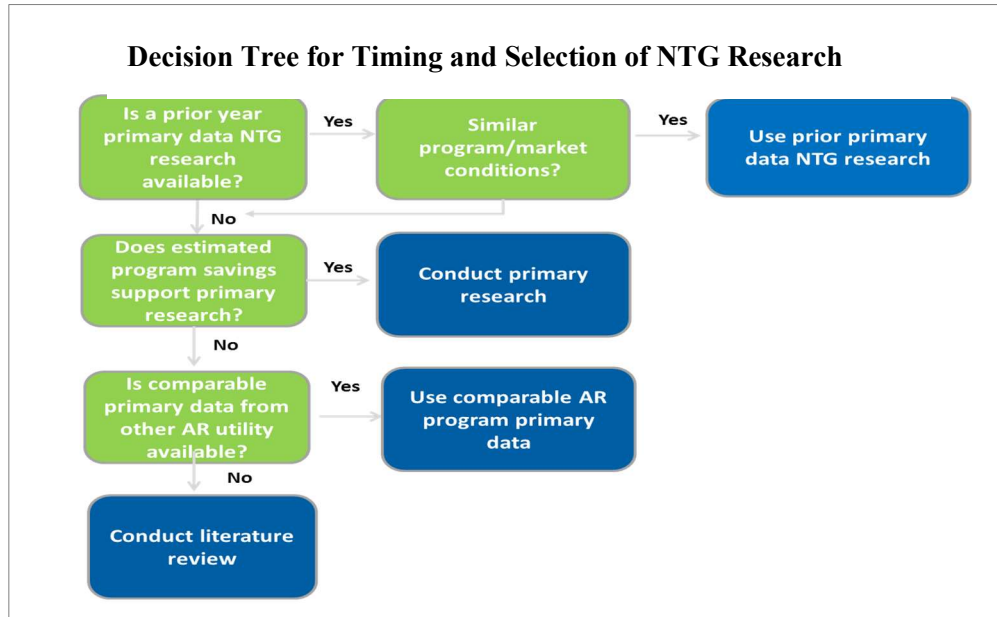 Decision Tree for Timing and Selection of NTG Research
Is a prior year
primary data NTG
research
available?
Yes
Similar
program/market
conditions?
Yes
Use prior primary
data NTG research
No
Does estimated
program savings
support primary
research?
Yes
Conduct primary
research
No
Is comparable
primary data from
other AR utility
available?
Yes
Use comparable AR
program primary
data
No
Conduct literature
review